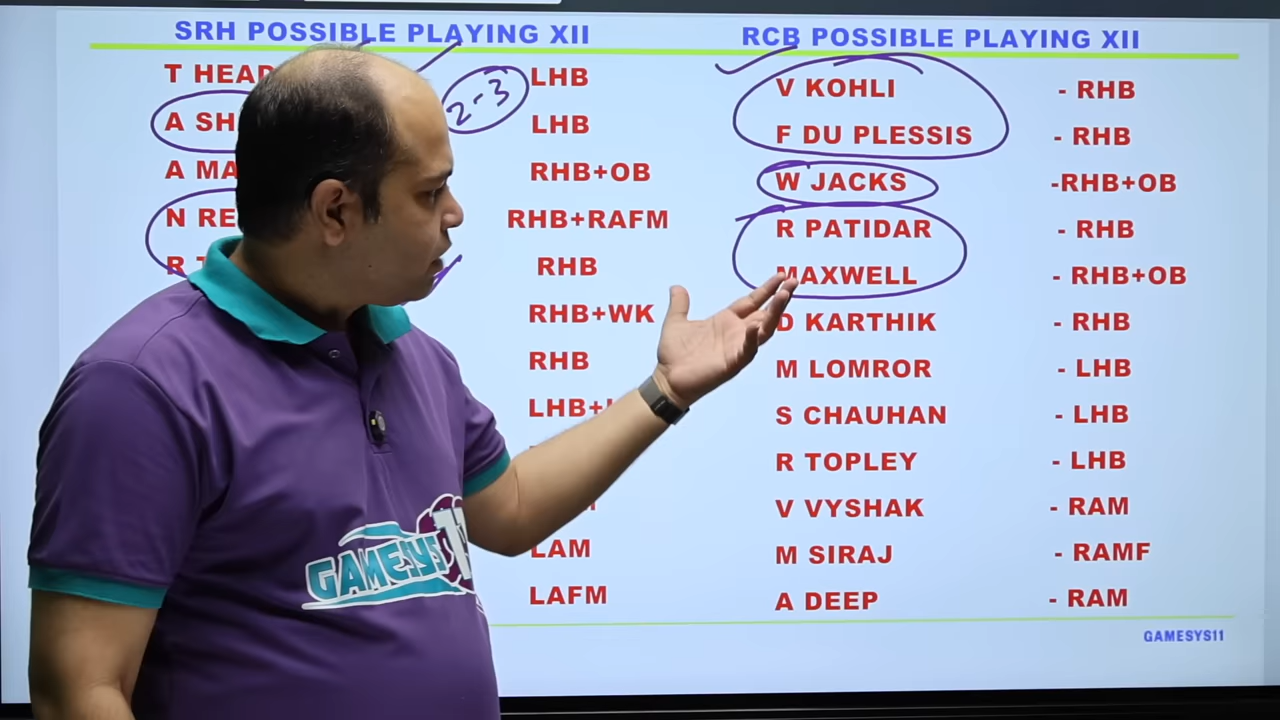 SRH POSSIBLE PLAYING XII
T HEAD LHB
A SH LHB
2-3
A MA RHB+OB
N RE RHB+RAFM
R T RHB
RHB+WK
RHB
LHB+
LAM
LAFM
RCB POSSIBLE PLAYING XII
V KOHLI - RHB
F DU PLESSIS - RHB
W JACKS -RHB+OB
R PATIDAR - RHB
MAXWELL - RHB+OB
D KARTHIK - RHB
M LOMROR - LHB
S CHAUHAN - LHB
R TOPLEY - LHB
V VYSHAK - RAM
M SIRAJ - RAMF
A DEEP - RAM
GAMESYS11
GAMESYS11